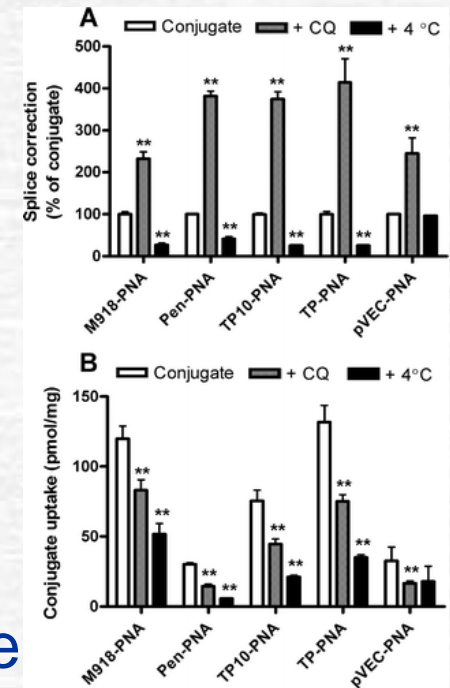 A
Conjugate + CQ + 4 °C
Splice correction
(% of conjugate)
500
400
300
200
100
0
** ** ** ** ** ** ** ** **
M918-PNA Pen-PNA TP10-PNA TP-PNA pVEC-PNA
B
Conjugate + CQ + 4°C
Conjugate uptake (pmol/mg)
150
100
50
0
** ** ** ** ** ** ** ** **
M918-PNA Pen-PNA TP10-PNA TP-PNA pVEC-PNA
e